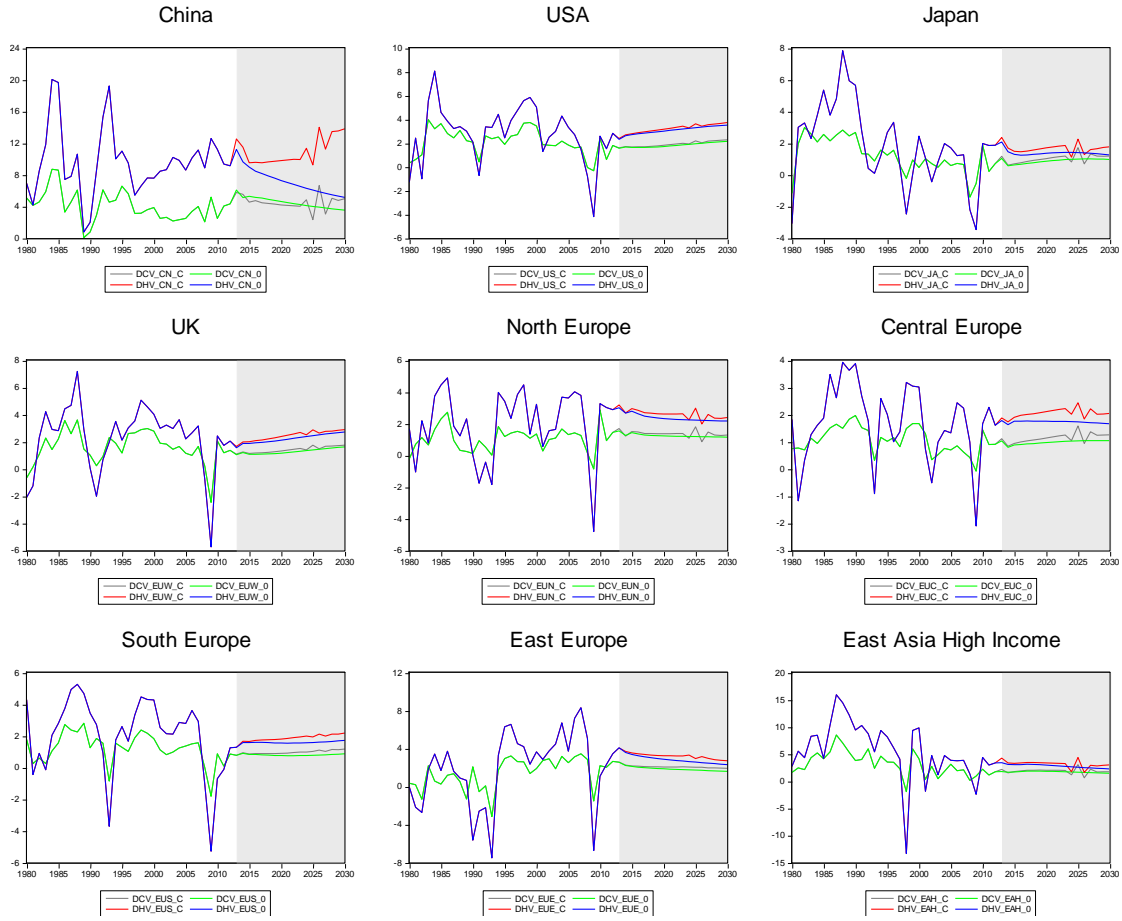 China
24
20
16
12
8
4
0
1980 1985 1990 1995 2000 2005 2010 2015 2020 2025 2030
DCV_CN_C DCV_CN_0
DHV_CN_C DHV_CN_0
USA
10
8
6
4
2
0
-2
-4
-6
1980 1985 1990 1995 2000 2005 2010 2015 2020 2025 2030
DCV_US_C DCV_US_0
DHV_US_C DHV_US_0
Japan
8
6
4
2
0
-2
-4
1980 1985 1990 1995 2000 2005 2010 2015 2020 2025 2030
DCV_JA_C DCV_JA_0
DHV_JA_C DHV_JA_0
UK
8
6
4
2
0
-2
-4
-6
1980 1985 1990 1995 2000 2005 2010 2015 2020 2025 2030
DCV_EUW_C DCV_EUW_0
DHV_EUW_C DHV_EUW_0
North Europe
6
4
2
0
-2
-4
-6
1980 1985 1990 1995 2000 2005 2010 2015 2020 2025 2030
DCV_EUN_C DCV_EUN_0
DHV_EUN_C DHV_EUN_0
Central Europe
4
3
2
1
0
-1
-2
-3
1980 1985 1990 1995 2000 2005 2010 2015 2020 2025 2030
DCV_EUC_C DCV_EUC_0
DHV_EUC_C DHV_EUC_0
South Europe
6
4
2
0
-2
-4
-6
1980 1985 1990 1995 2000 2005 2010 2015 2020 2025 2030
DCV_EUS_C DCV_EUS_0
DHV_EUS_C DHV_EUS_0
East Europe
12
8
4
0
-4
-8
1980 1985 1990 1995 2000 2005 2010 2015 2020 2025 2030
DCV_EUE_C DCV_EUE_0
DHV_EUE_C DHV_EUE_0
East Asia High Income
20
15
10
5
0
-5
-10
-15
1980 1985 1990 1995 2000 2005 2010 2015 2020 2025 2030
DCV_EAH_C DCV_EAH_0
DHV_EAH_C DHV_EAH_0